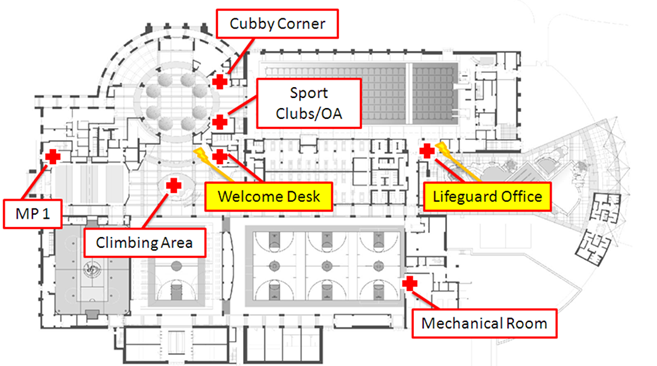 Cubby Corner
Sport
Clubs/OA
Welcome Desk
Lifeguard Office
MP 1
Climbing Area
Mechanical Room